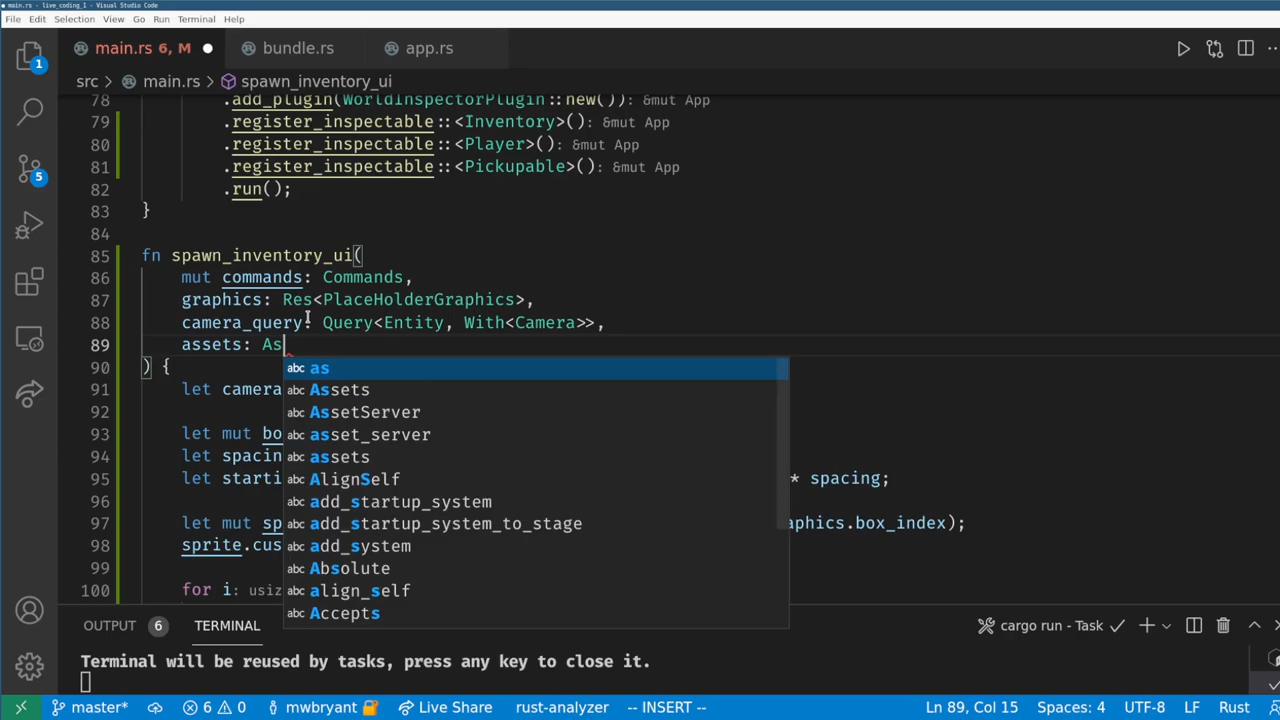 main.rs - live_coding_1 - Visual Studio Code
File Edit Selection View Go Run Terminal Help
main.rs 6, M ● bundle.rs app.rs
src > main.rs > spawn_inventory_ui
78 .add_plugin(WorldInspectorPlugin::new()): &mut App
79 .register_inspectable::<Inventory>(): &mut App
80 .register_inspectable::<Player>(): &mut App
81 .register_inspectable::<Pickupable>(): &mut App
82 .run();
83 }
84
85 fn spawn_inventory_ui(
86 mut commands: Commands,
87 graphics: Res<PlaceHolderGraphics>,
88 camera_query: Query<Entity, With<Camera>>,
89 assets: As
90 ) {
abc as
91 let camera
abc Assets
92
abc AssetServer
93 let mut bo
abc asset_server
94 let spacin
abc assets
95 let starti * spacing;
abc AlignSelf
96
abc add_startup_system
97 let mut sp aphics.box_index);
abc add_startup_system_to_stage
98 sprite.cus
abc add_system
99
abc Absolute
100 for i: usiz
abc align_self
abc Accepts
1
5
OUTPUT 6 TERMINAL cargo run - Task
Terminal will be reused by tasks, press any key to close it.
master* 6 0 mwbryant Live Share rust-analyzer -- INSERT -- Ln 89, Col 15 Spaces: 4 UTF-8 LF Rust